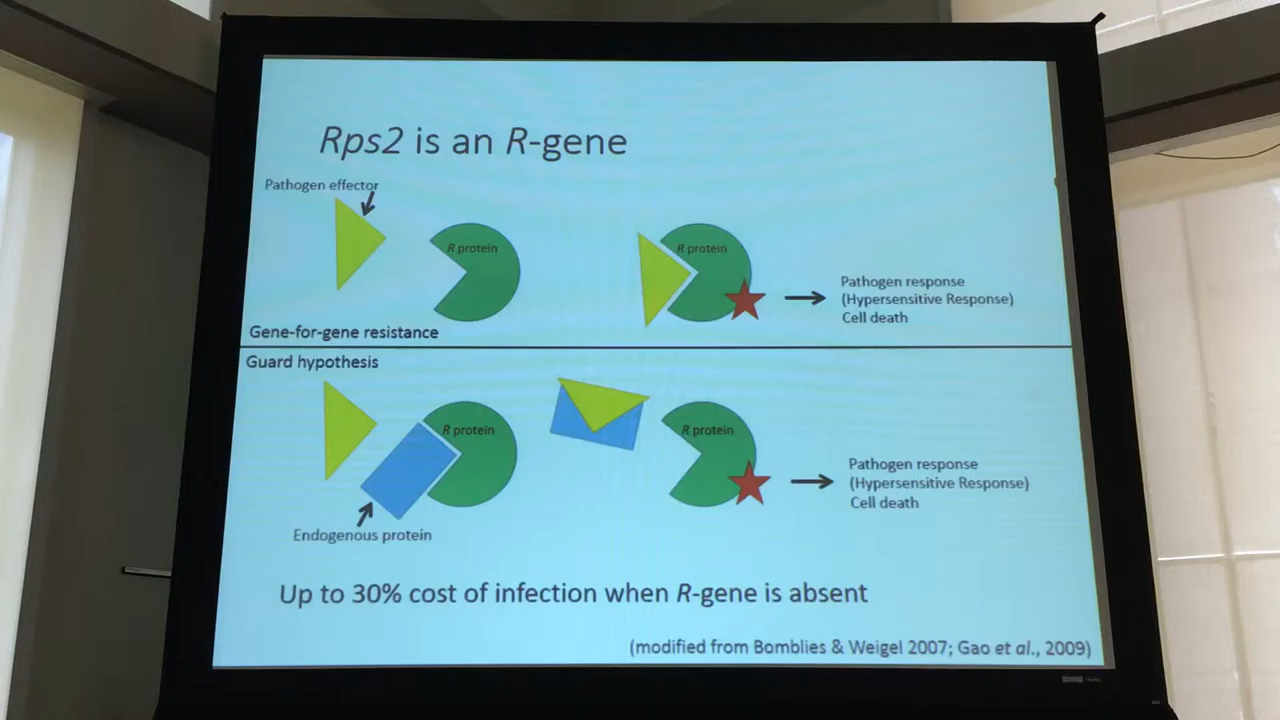 Rps2 is an R-gene
Pathogen effector
R protein
R protein
Pathogen response
(Hypersensitive Response)
Cell death
Gene-for-gene resistance
Guard hypothesis
R protein
R protein
Pathogen response
(Hypersensitive Response)
Cell death
Endogenous protein
Up to 30% cost of infection when R-gene is absent
(modified from Bomblies & Weigel 2007; Gao et al., 2009)